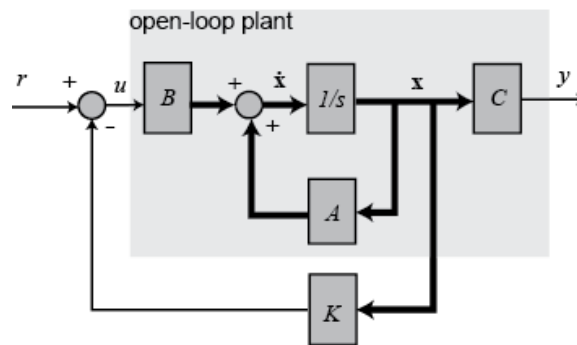 open-loop plant
r
+
-
u
B
+
+
ẋ
1/s
x
C
y
A
K